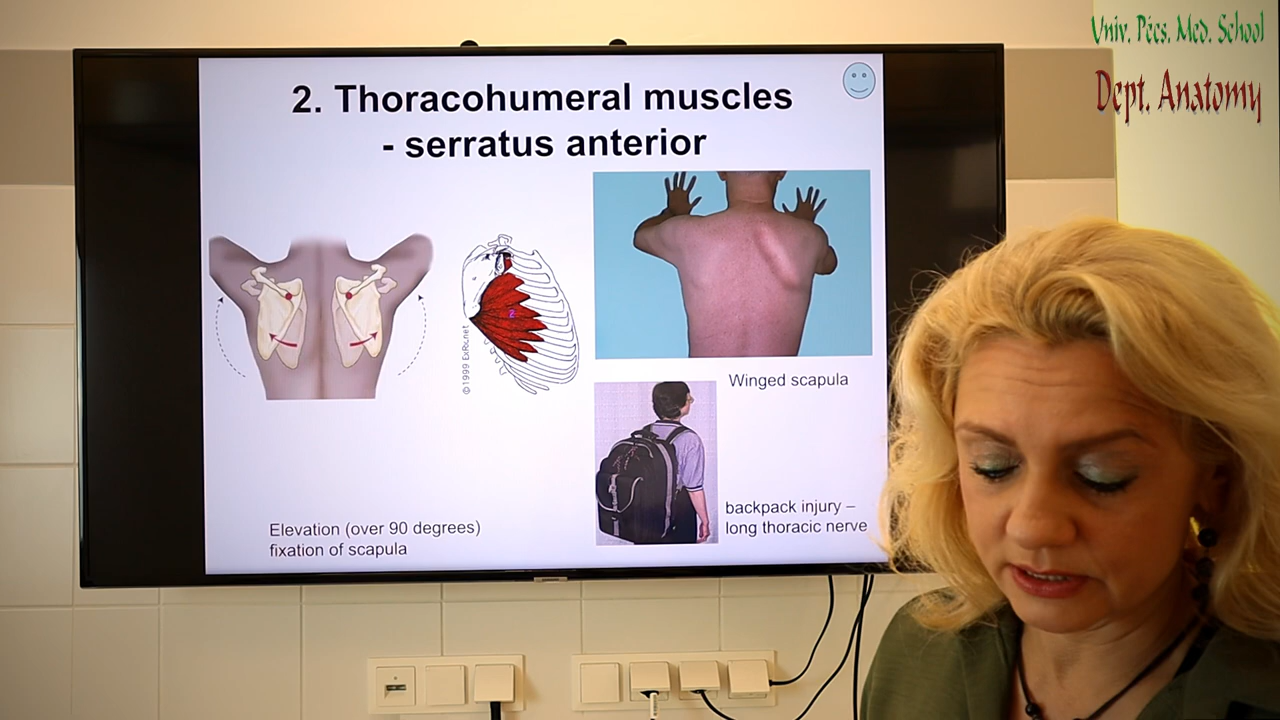 Univ. Pécs. Med. School
Dept. Anatomy
2. Thoracohumeral muscles
- serratus anterior
©1999 ExRx.net
2
Winged scapula
backpack injury –
long thoracic nerve
Elevation (over 90 degrees)
fixation of scapula